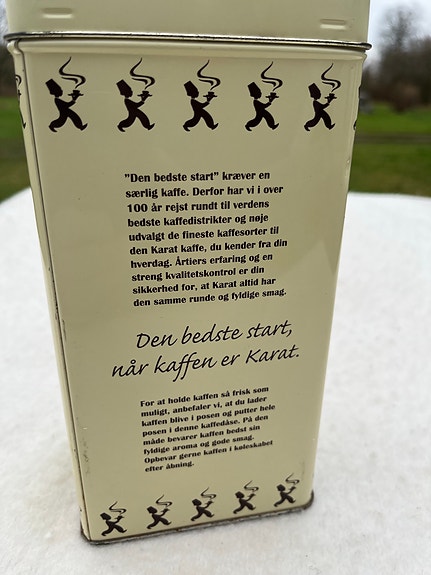 "Den bedste start" kræver en
særlig kaffe. Derfor har vi i over
100 år rejst rundt til verdens
bedste kaffedistrikter og nøje
udvalgt de fineste kaffesorter til
den Karat kaffe, du kender fra din
hverdag. Årtiers erfaring og en
streng kvalitetskontrol er din
sikkerhed for, at Karat altid har
den samme runde og fyldige smag.
Den bedste start,
når kaffen er Karat.
For at holde kaffen så frisk som
muligt, anbefaler vi, at du lader
kaffen blive i posen og putter hele
posen i denne kaffedåse. På den
måde bevarer kaffen bedst sin
fyldige aroma og gode smag.
Opbevar gerne kaffen i køleskabet
efter åbning.